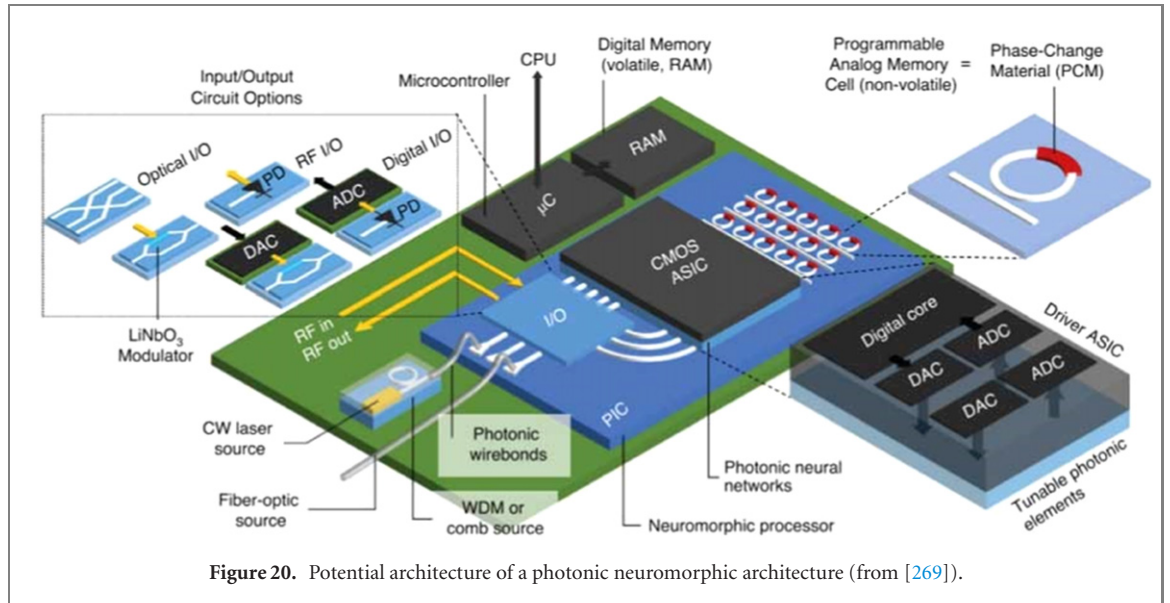 Input/Output
Circuit Options
Optical I/O
RF I/O
Digital I/O
PD
ADC
PD
DAC
LiNbO₃
Modulator
Microcontroller
CPU
Digital Memory
(volatile, RAM)
Programmable
Analog Memory
Cell (non-volatile)
=
Phase-Change
Material (PCM)
RAM
μC
CMOS
ASIC
I/O
RF in
RF out
PIC
CW laser
source
Fiber-optic
source
Photonic
wirebonds
WDM or
comb source
Photonic neural
networks
Neuromorphic processor
Digital core
Driver ASIC
ADC
DAC
ADC
DAC
Tunable photonic
elements
Figure 20. Potential architecture of a photonic neuromorphic architecture (from [269]).